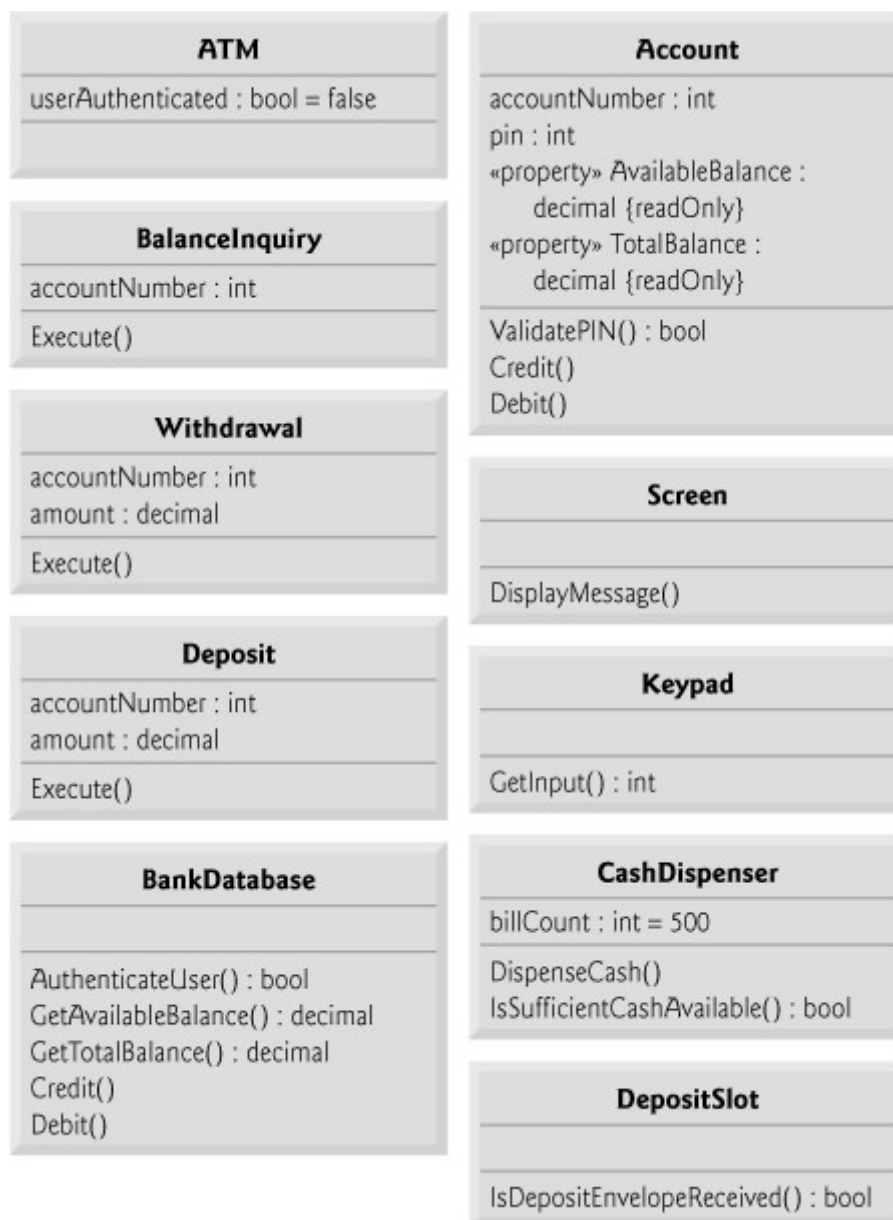 ATM
userAuthenticated : bool = false
BalanceInquiry
accountNumber : int
Execute()
Withdrawal
accountNumber : int
amount : decimal
Execute()
Deposit
accountNumber : int
amount : decimal
Execute()
BankDatabase
AuthenticateUser() : bool
GetAvailableBalance() : decimal
GetTotalBalance() : decimal
Credit()
Debit()
Account
accountNumber : int
pin : int
«property» AvailableBalance :
decimal {readOnly}
«property» TotalBalance :
decimal {readOnly}
ValidatePIN() : bool
Credit()
Debit()
Screen
DisplayMessage()
Keypad
GetInput() : int
CashDispenser
billCount : int = 500
DispenseCash()
IsSufficientCashAvailable() : bool
DepositSlot
IsDepositEnvelopeReceived() : bool